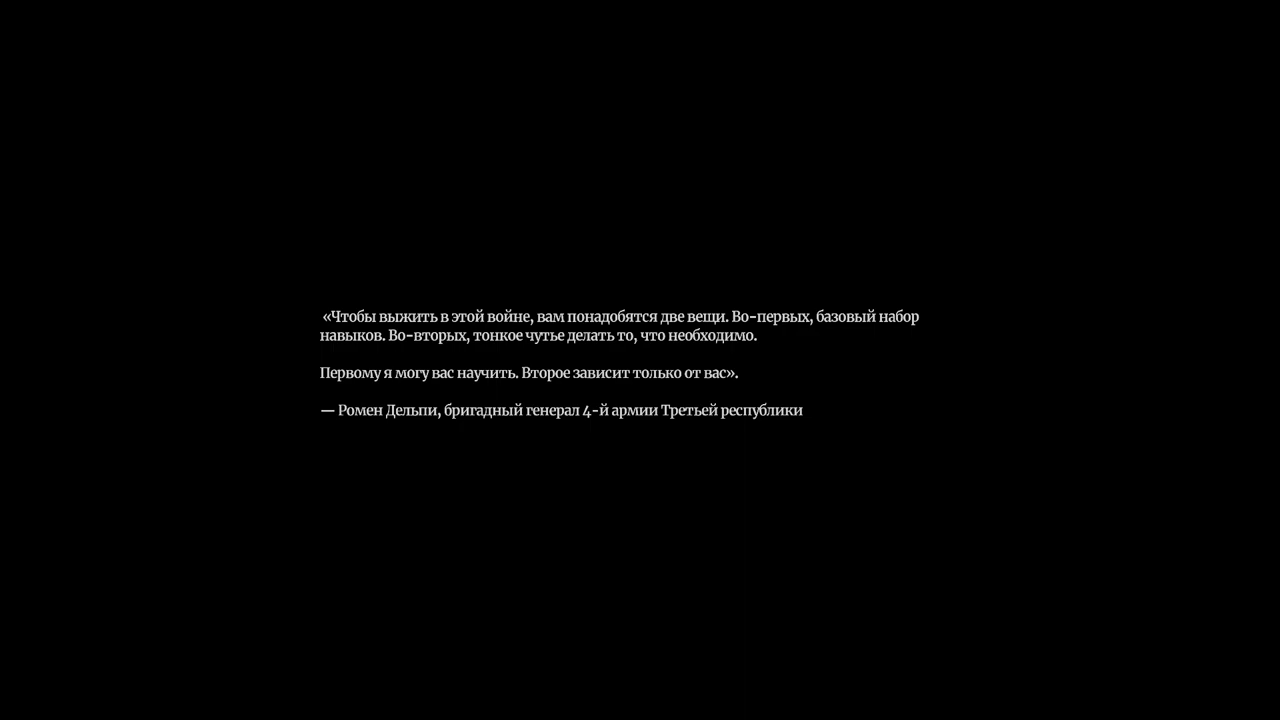 «Чтобы выжить в этой войне, вам понадобятся две вещи. Во-первых, базовый набор
навыков. Во-вторых, тонкое чутье делать то, что необходимо.
Первому я могу вас научить. Второе зависит только от вас».
— Ромен Дельпи, бригадный генерал 4-й армии Третьей республики